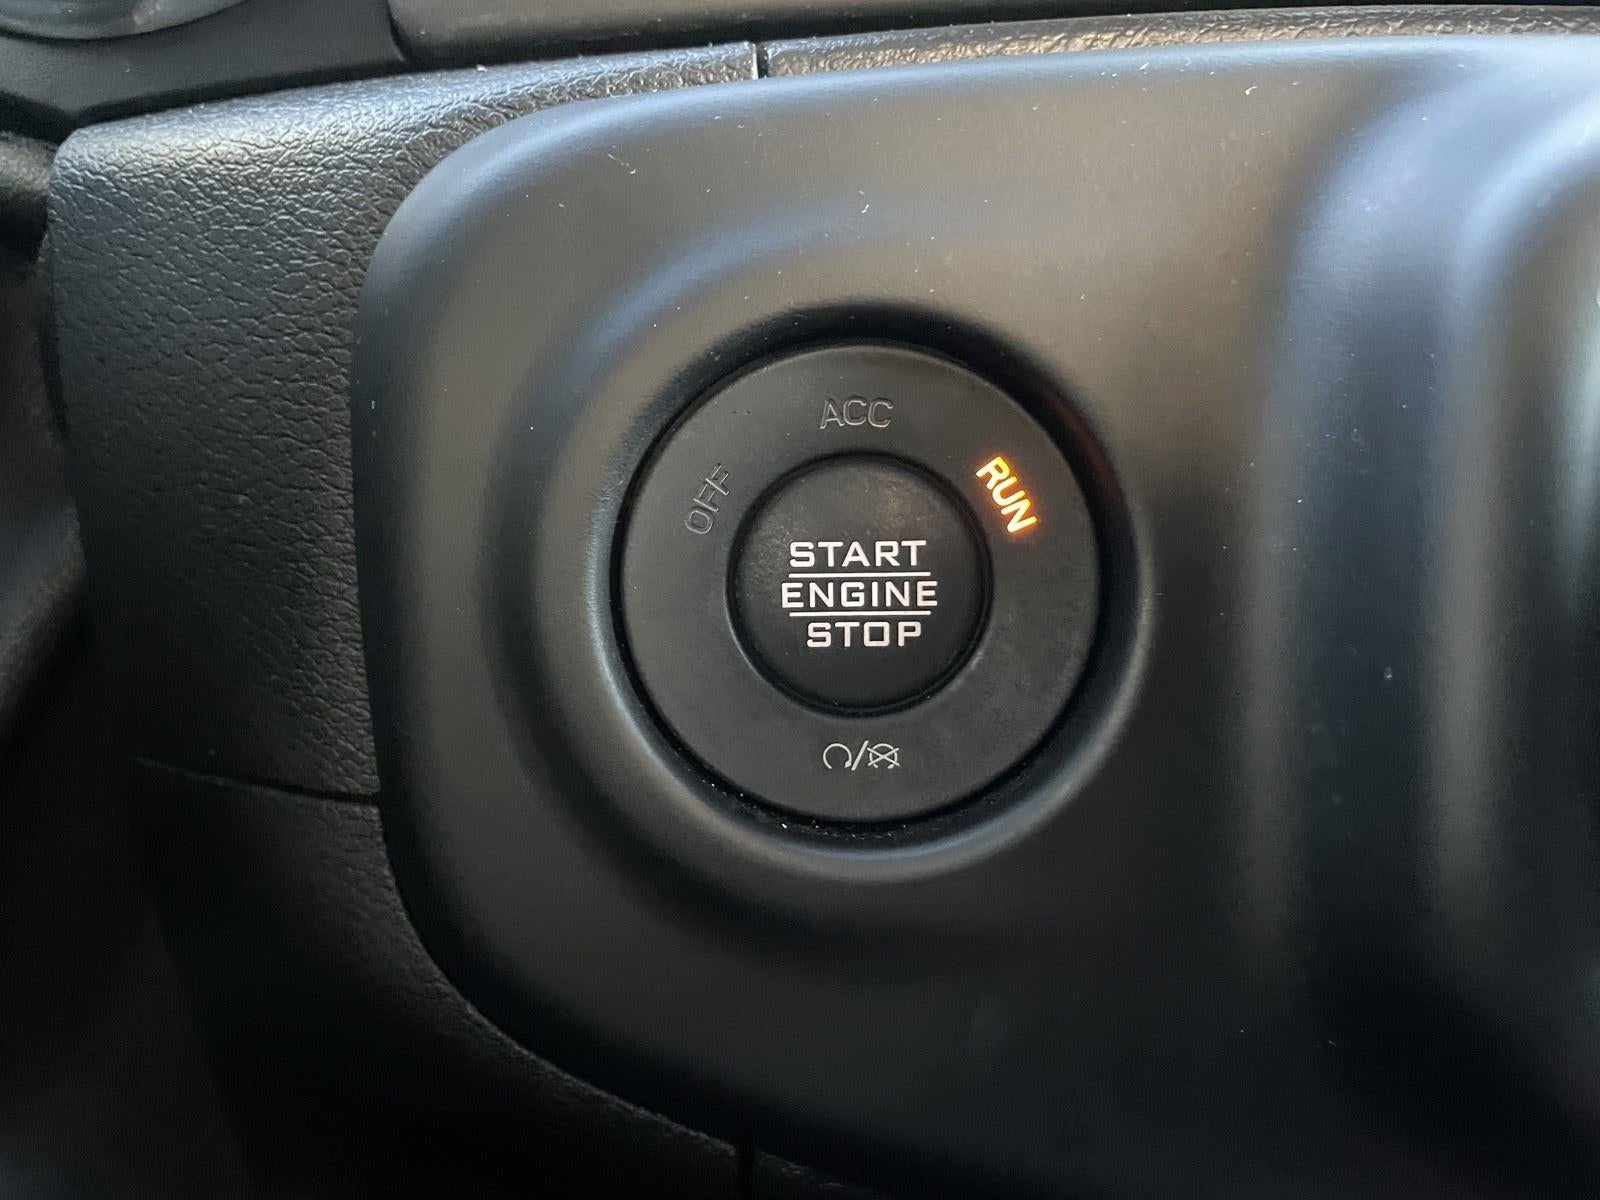 ACC
OFF
RUN
START
ENGINE
STOP
/